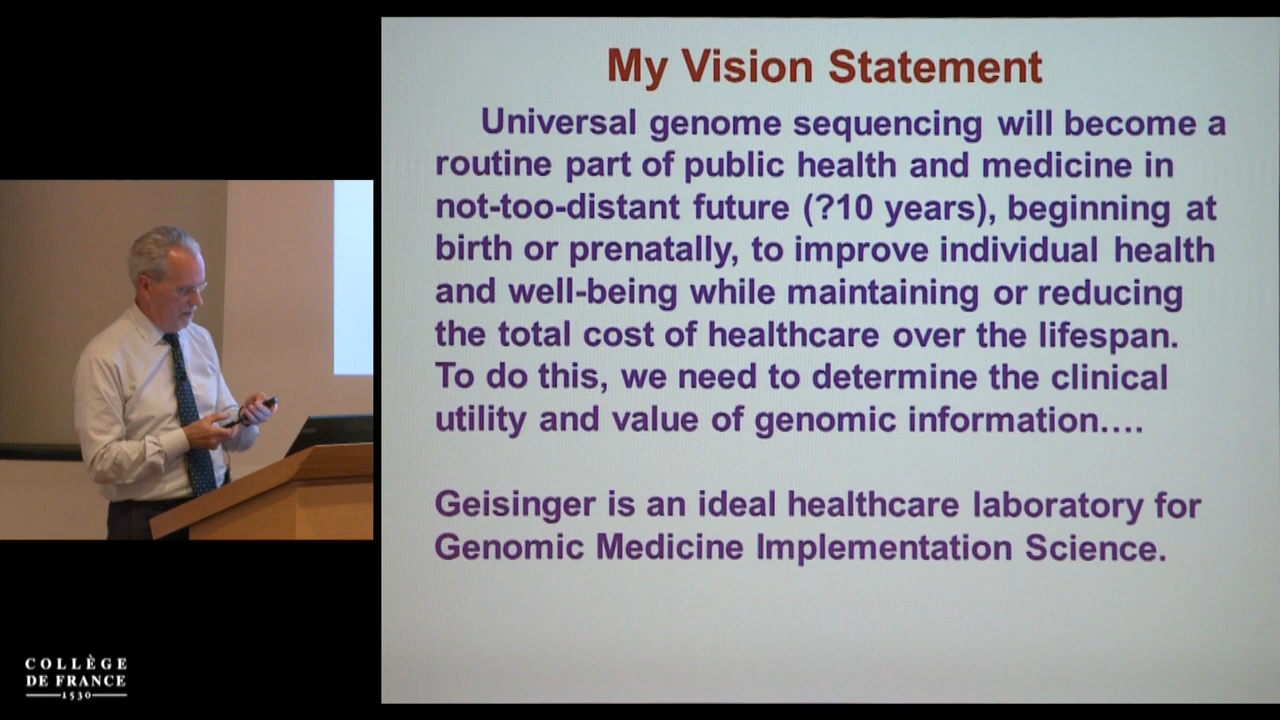 My Vision Statement
Universal genome sequencing will become a
routine part of public health and medicine in
not-too-distant future (?10 years), beginning at
birth or prenatally, to improve individual health
and well-being while maintaining or reducing
the total cost of healthcare over the lifespan.
To do this, we need to determine the clinical
utility and value of genomic information….
Geisinger is an ideal healthcare laboratory for
Genomic Medicine Implementation Science.
COLLÈGE
DE FRANCE
1530